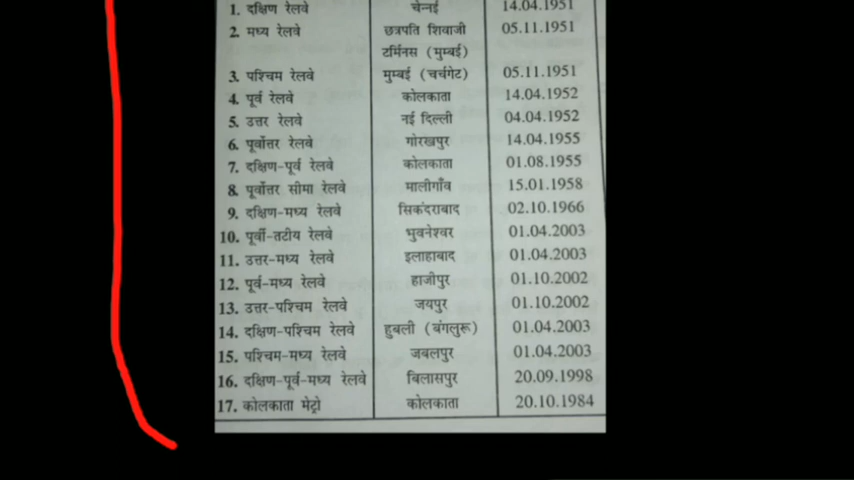 1. दक्षिण रेलवे चेन्नई 14.04.1951
2. मध्य रेलवे छत्रपति शिवाजी 05.11.1951
टर्मिनस (मुम्बई)
3. पश्चिम रेलवे मुम्बई (चर्चगेट) 05.11.1951
4. पूर्व रेलवे कोलकाता 14.04.1952
5. उत्तर रेलवे नई दिल्ली 04.04.1952
6. पूर्वोत्तर रेलवे गोरखपुर 14.04.1955
7. दक्षिण-पूर्व रेलवे कोलकाता 01.08.1955
8. पूर्वोत्तर सीमा रेलवे मालीगाँव 15.01.1958
9. दक्षिण-मध्य रेलवे सिकंदराबाद 02.10.1966
10. पूर्वी-तटीय रेलवे भुवनेश्वर 01.04.2003
11. उत्तर-मध्य रेलवे इलाहाबाद 01.04.2003
12. पूर्व-मध्य रेलवे हाजीपुर 01.10.2002
13. उत्तर-पश्चिम रेलवे जयपुर 01.10.2002
14. दक्षिण-पश्चिम रेलवे हुबली (बंगलुरू) 01.04.2003
15. पश्चिम-मध्य रेलवे जबलपुर 01.04.2003
16. दक्षिण-पूर्व-मध्य रेलवे बिलासपुर 20.09.1998
17. कोलकाता मेट्रो कोलकाता 20.10.1984